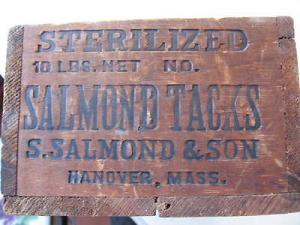 STERILIZED
10 LBS. NET NO.
SALMOND TACKS
S. SALMOND & SON
HANOVER, MASS.